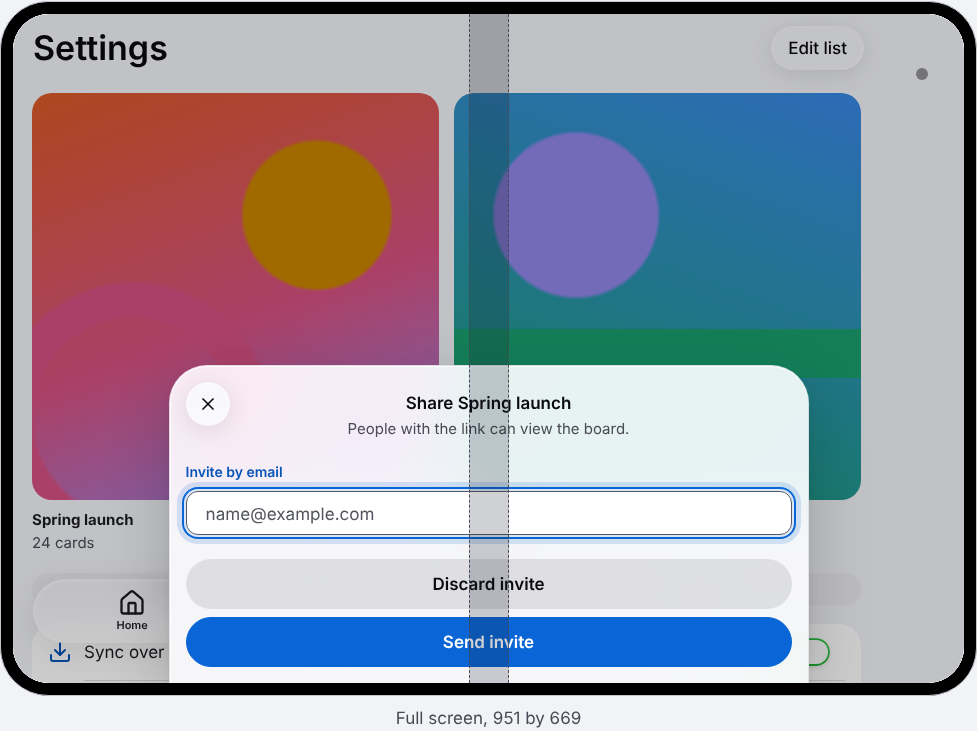 Settings
Edit list
Share Spring launch
People with the link can view the board.
Invite by email
name@example.com
Spring launch
24 cards
Discard invite
Home
Send invite
Sync over
Full screen, 951 by 669